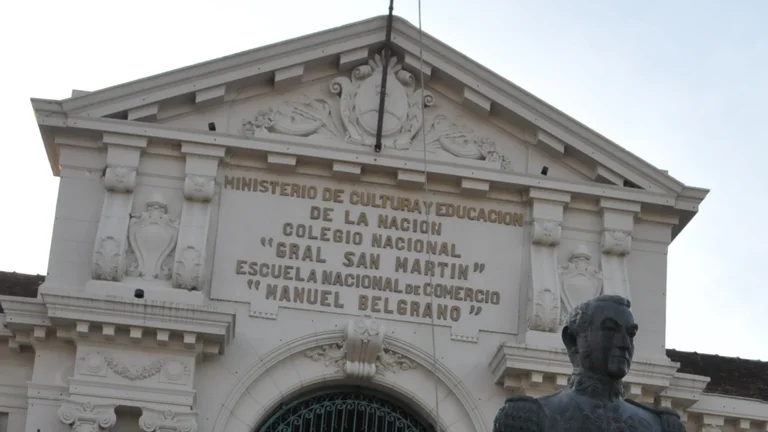 MINISTERIO DE CULTURA Y EDUCACION
DE LA NACION
COLEGIO NACIONAL
"GRAL SAN MARTIN"
ESCUELA NACIONAL DE COMERCIO
"MANUEL BELGRANO"